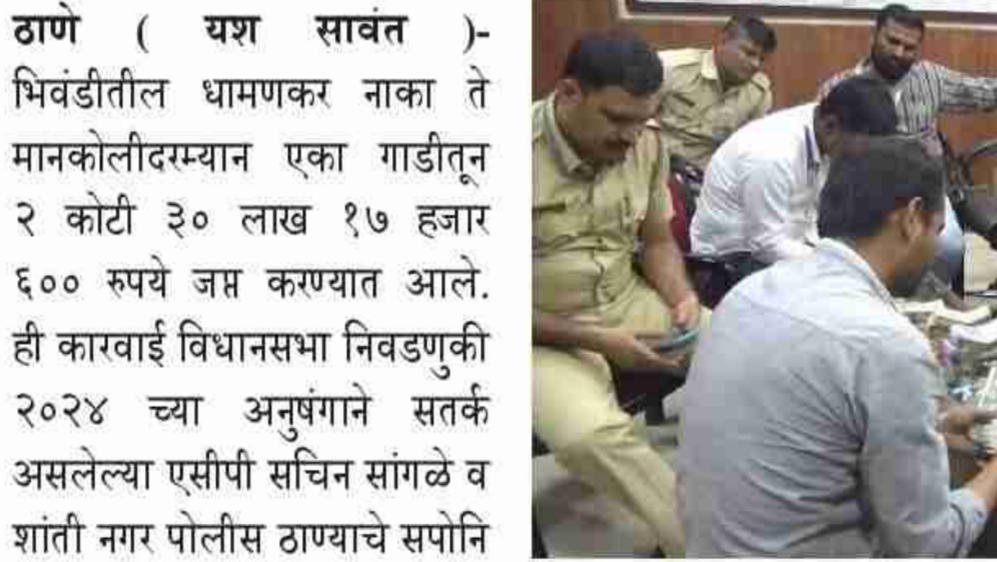 ठाणे ( यश सावंत )-
भिवंडीतील धामणकर नाका ते
मानकोलीदरम्यान एका गाडीतून
२ कोटी ३० लाख १७ हजार
६०० रुपये जप्त करण्यात आले.
ही कारवाई विधानसभा निवडणुकी
२०२४ च्या अनुषंगाने सतर्क
असलेल्या एसीपी सचिन सांगळे व
शांती नगर पोलीस ठाण्याचे सपोनि